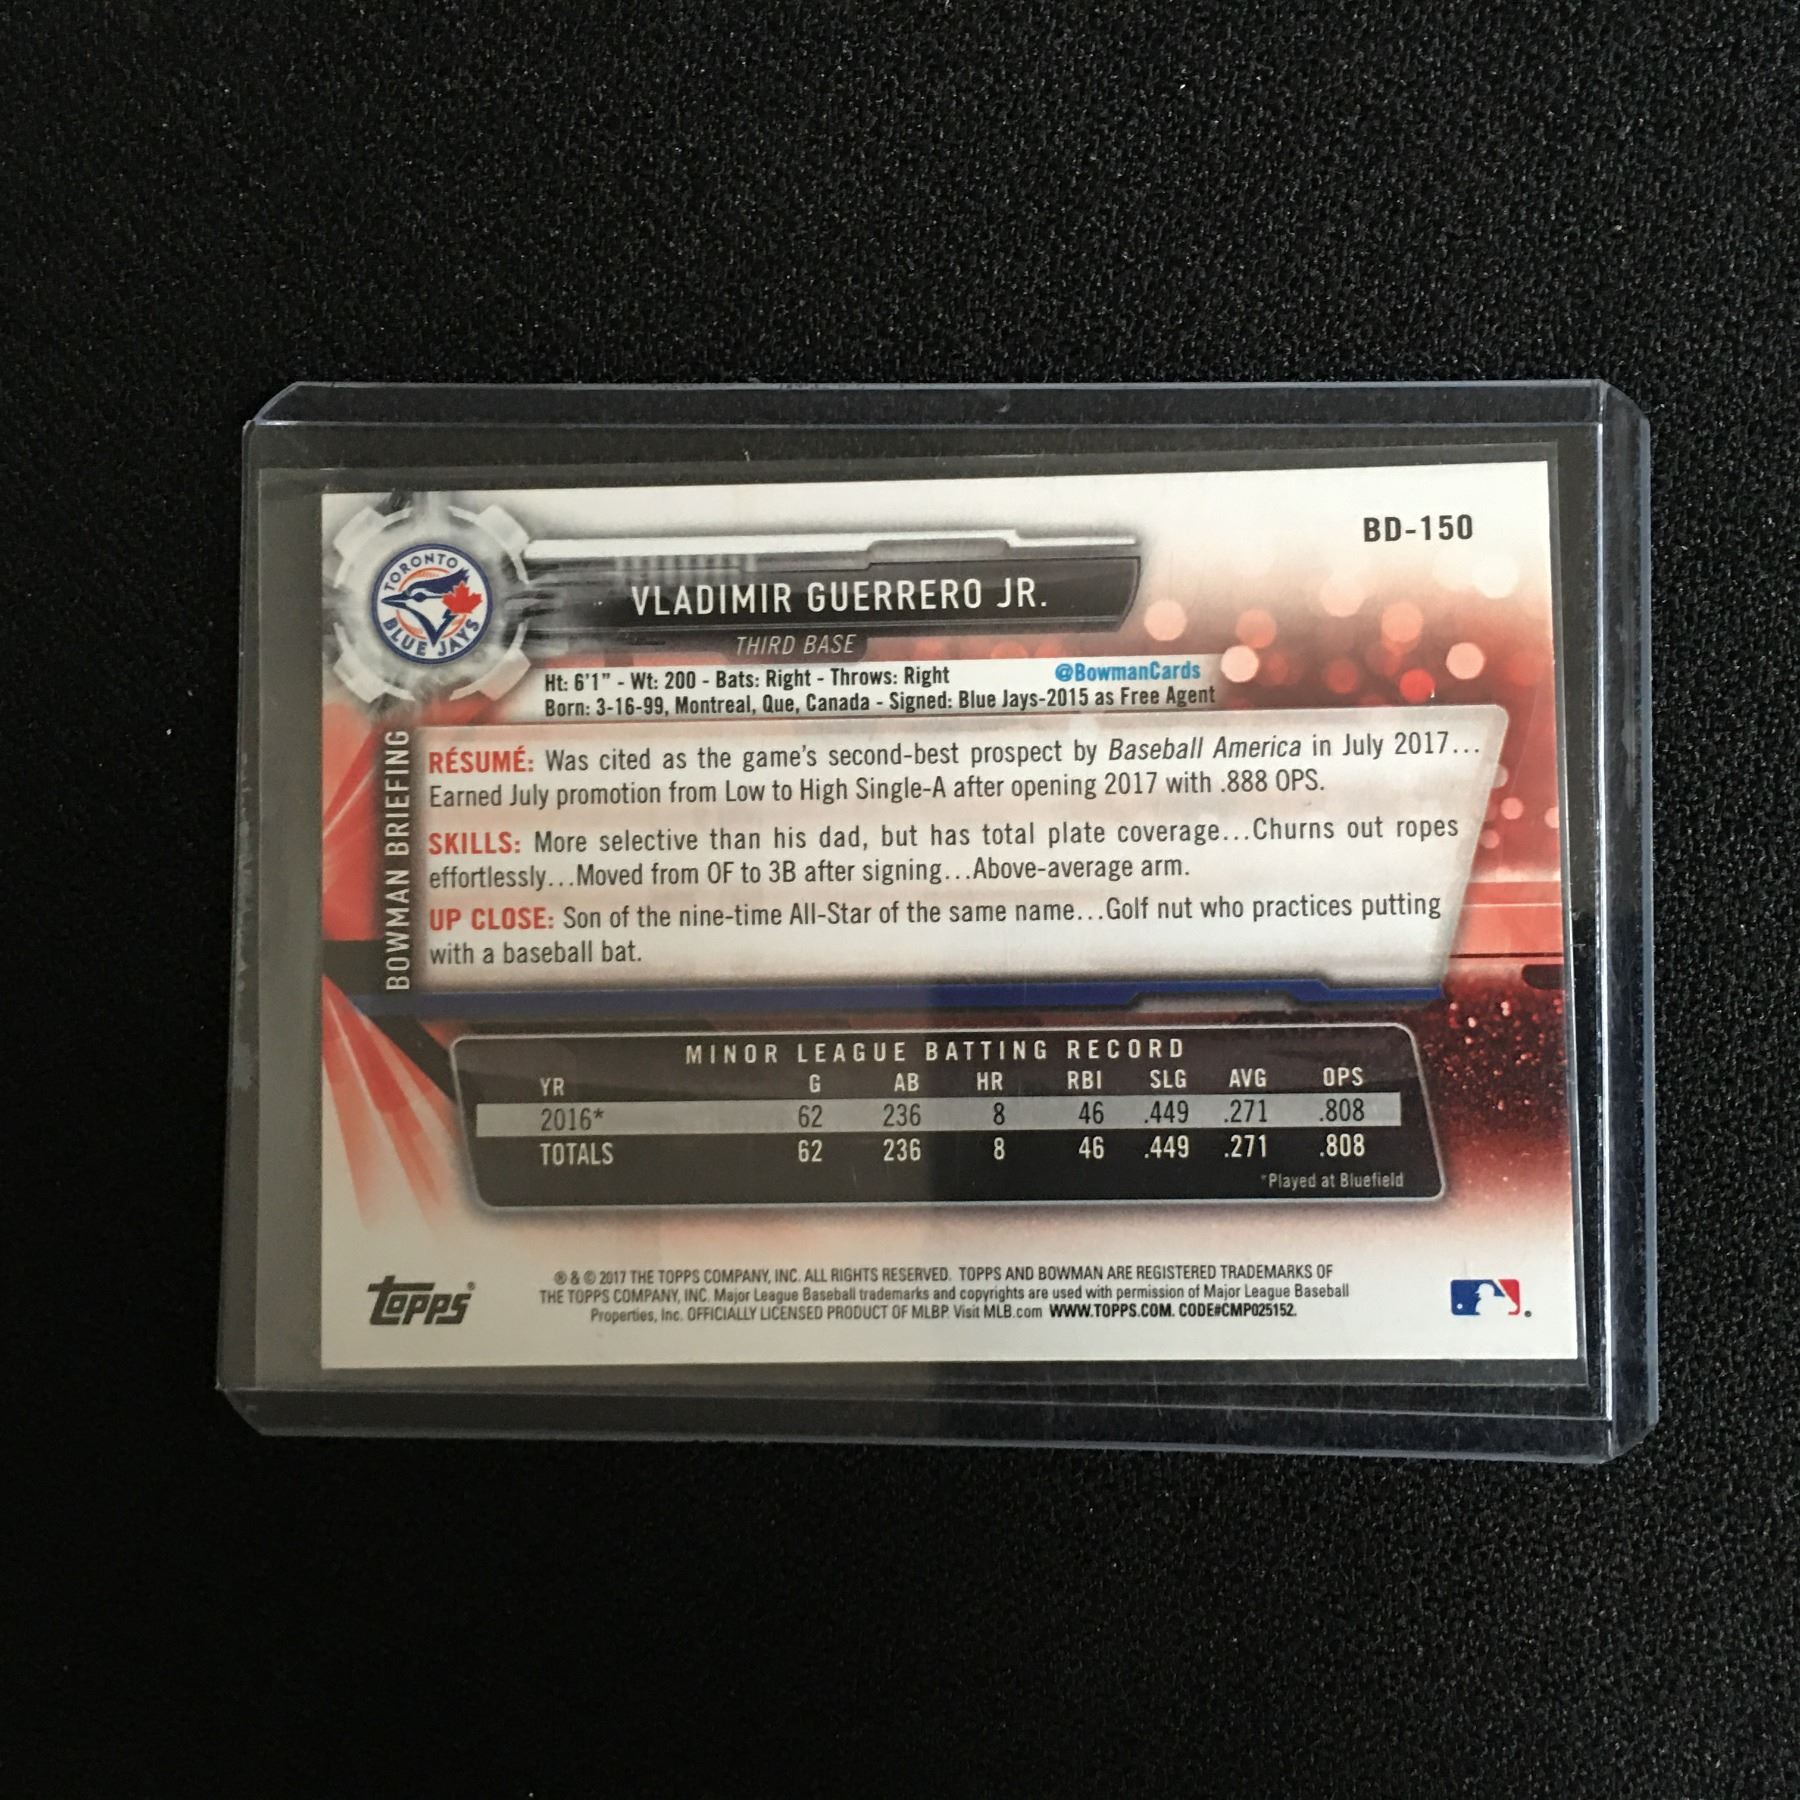 BD-150
TORONTO
BLUE JAYS
VLADIMIR GUERRERO JR.
THIRD BASE
Ht: 6'1" - Wt: 200 - Bats: Right - Throws: Right @BowmanCards
Born: 3-16-99, Montreal, Que, Canada - Signed: Blue Jays-2015 as Free Agent
BOWMAN BRIEFING
RÉSUMÉ: Was cited as the game's second-best prospect by Baseball America in July 2017...
Earned July promotion from Low to High Single-A after opening 2017 with .888 OPS.
SKILLS: More selective than his dad, but has total plate coverage...Churns out ropes
effortlessly...Moved from OF to 3B after signing...Above-average arm.
UP CLOSE: Son of the nine-time All-Star of the same name...Golf nut who practices putting
with a baseball bat.
MINOR LEAGUE BATTING RECORD
YR G AB HR RBI SLG AVG OPS
2016* 62 236 8 46 .449 .271 .808
TOTALS 62 236 8 46 .449 .271 .808
*Played at Bluefield
topps®
® & © 2017 THE TOPPS COMPANY, INC. ALL RIGHTS RESERVED. TOPPS AND BOWMAN ARE REGISTERED TRADEMARKS OF
THE TOPPS COMPANY, INC. Major League Baseball trademarks and copyrights are used with permission of Major League Baseball
Properties, Inc. OFFICIALLY LICENSED PRODUCT OF MLBP. Visit MLB.com WWW.TOPPS.COM. CODE#CMP025152.